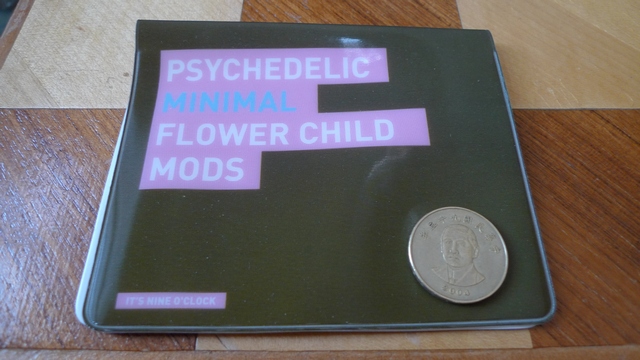 PSYCHEDELIC
MINIMAL
FLOWER CHILD
MODS
IT'S NINE O'CLOCK